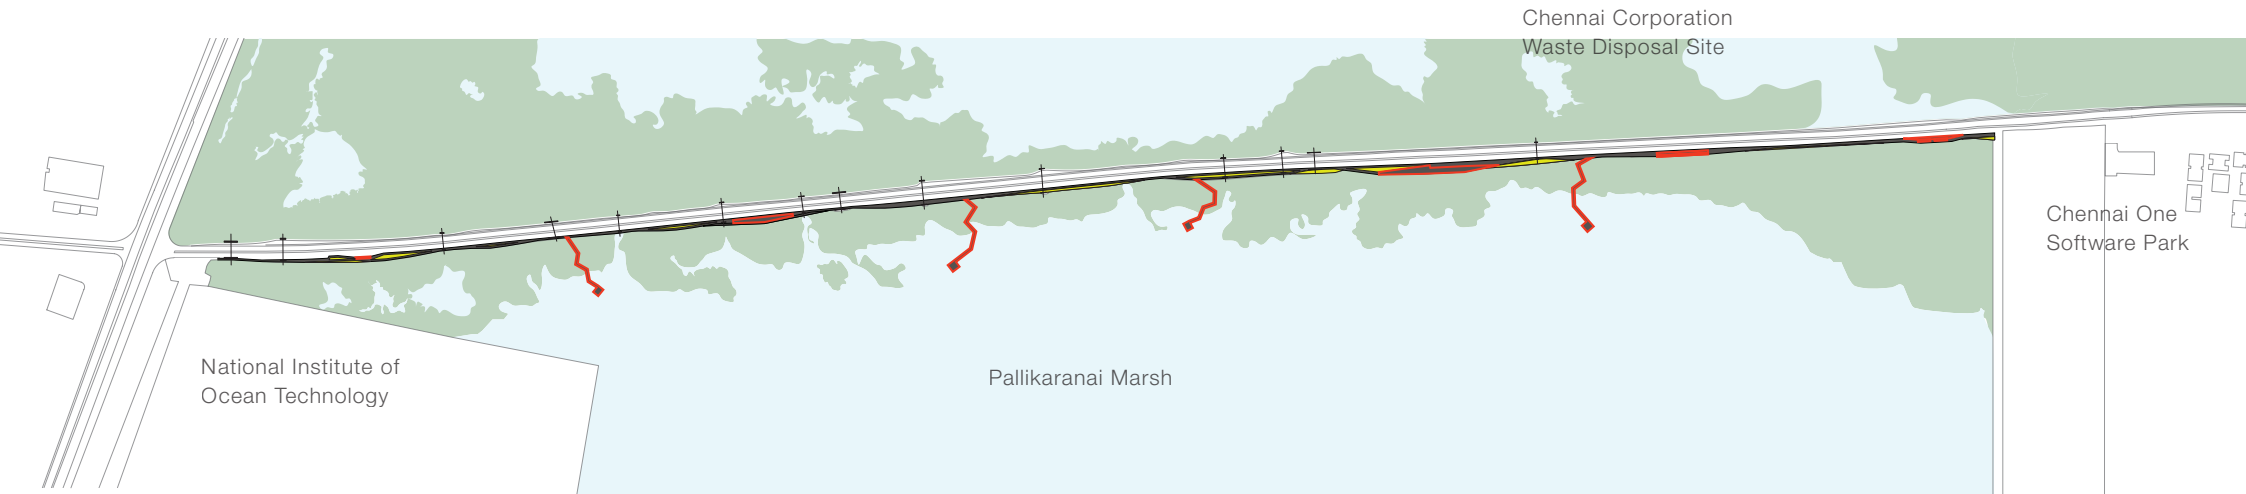 Chennai Corporation
Waste Disposal Site
Chennai One
Software Park
National Institute of
Ocean Technology
Pallikaranai Marsh